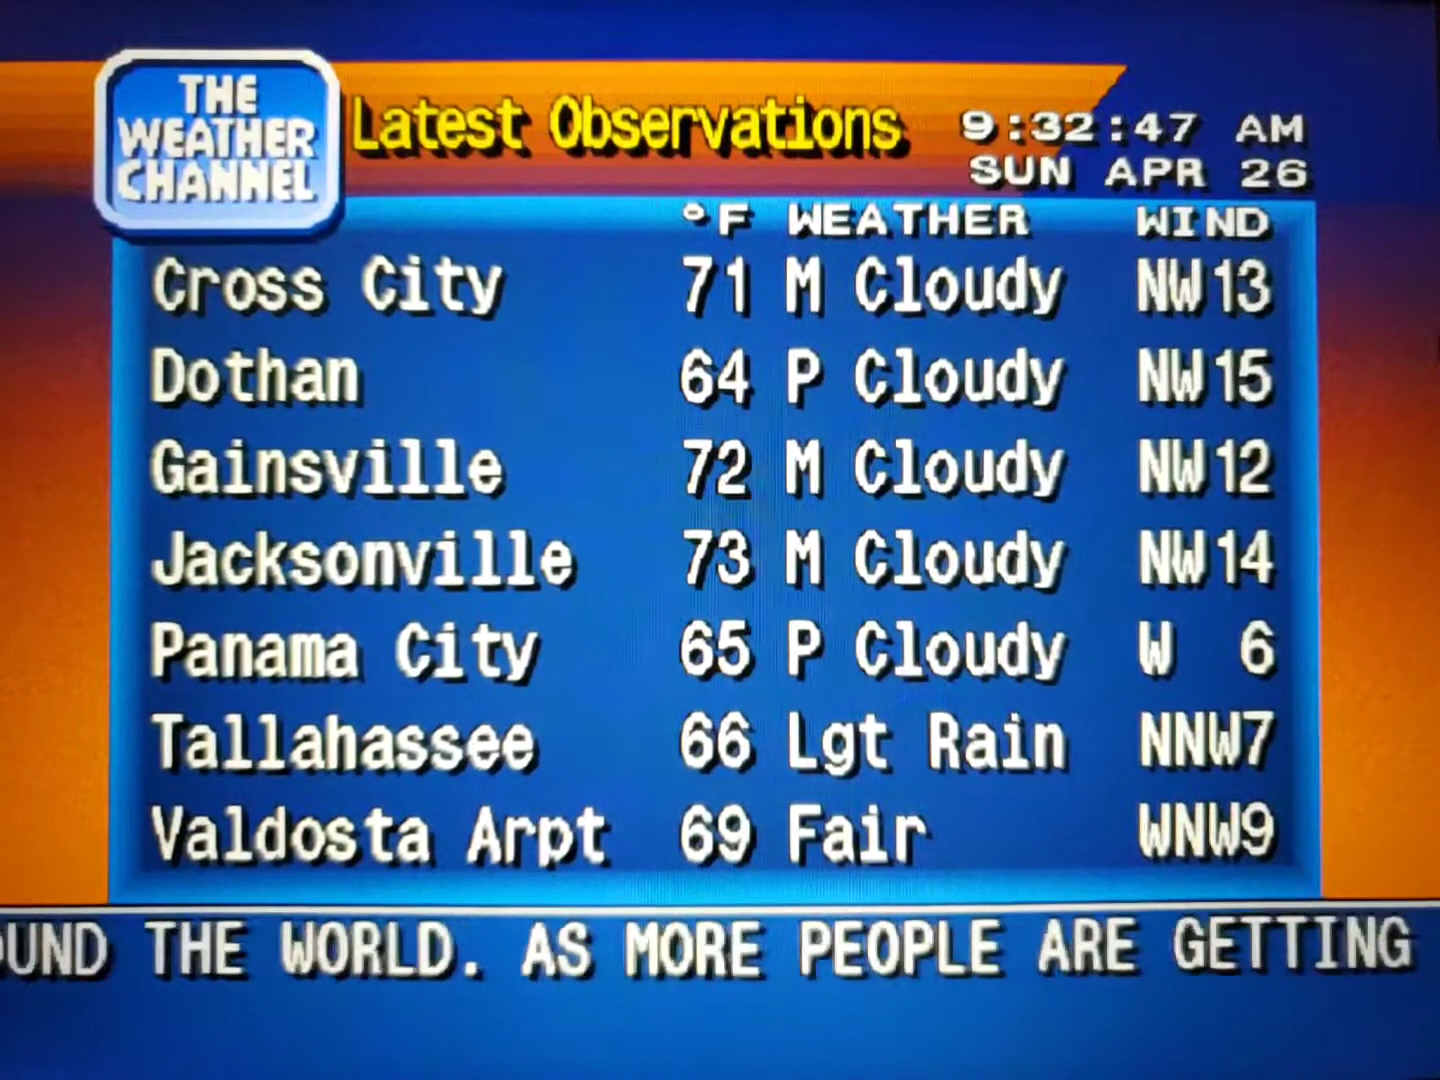 THE
WEATHER
CHANNEL
Latest Observations
9:32:47 AM
SUN APR 26
°F WEATHER WIND
Cross City 71 M Cloudy NW13
Dothan 64 P Cloudy NW15
Gainsville 72 M Cloudy NW12
Jacksonville 73 M Cloudy NW14
Panama City 65 P Cloudy W 6
Tallahassee 66 Lgt Rain NNW7
Valdosta Arpt 69 Fair WNW9
OUND THE WORLD. AS MORE PEOPLE ARE GETTING